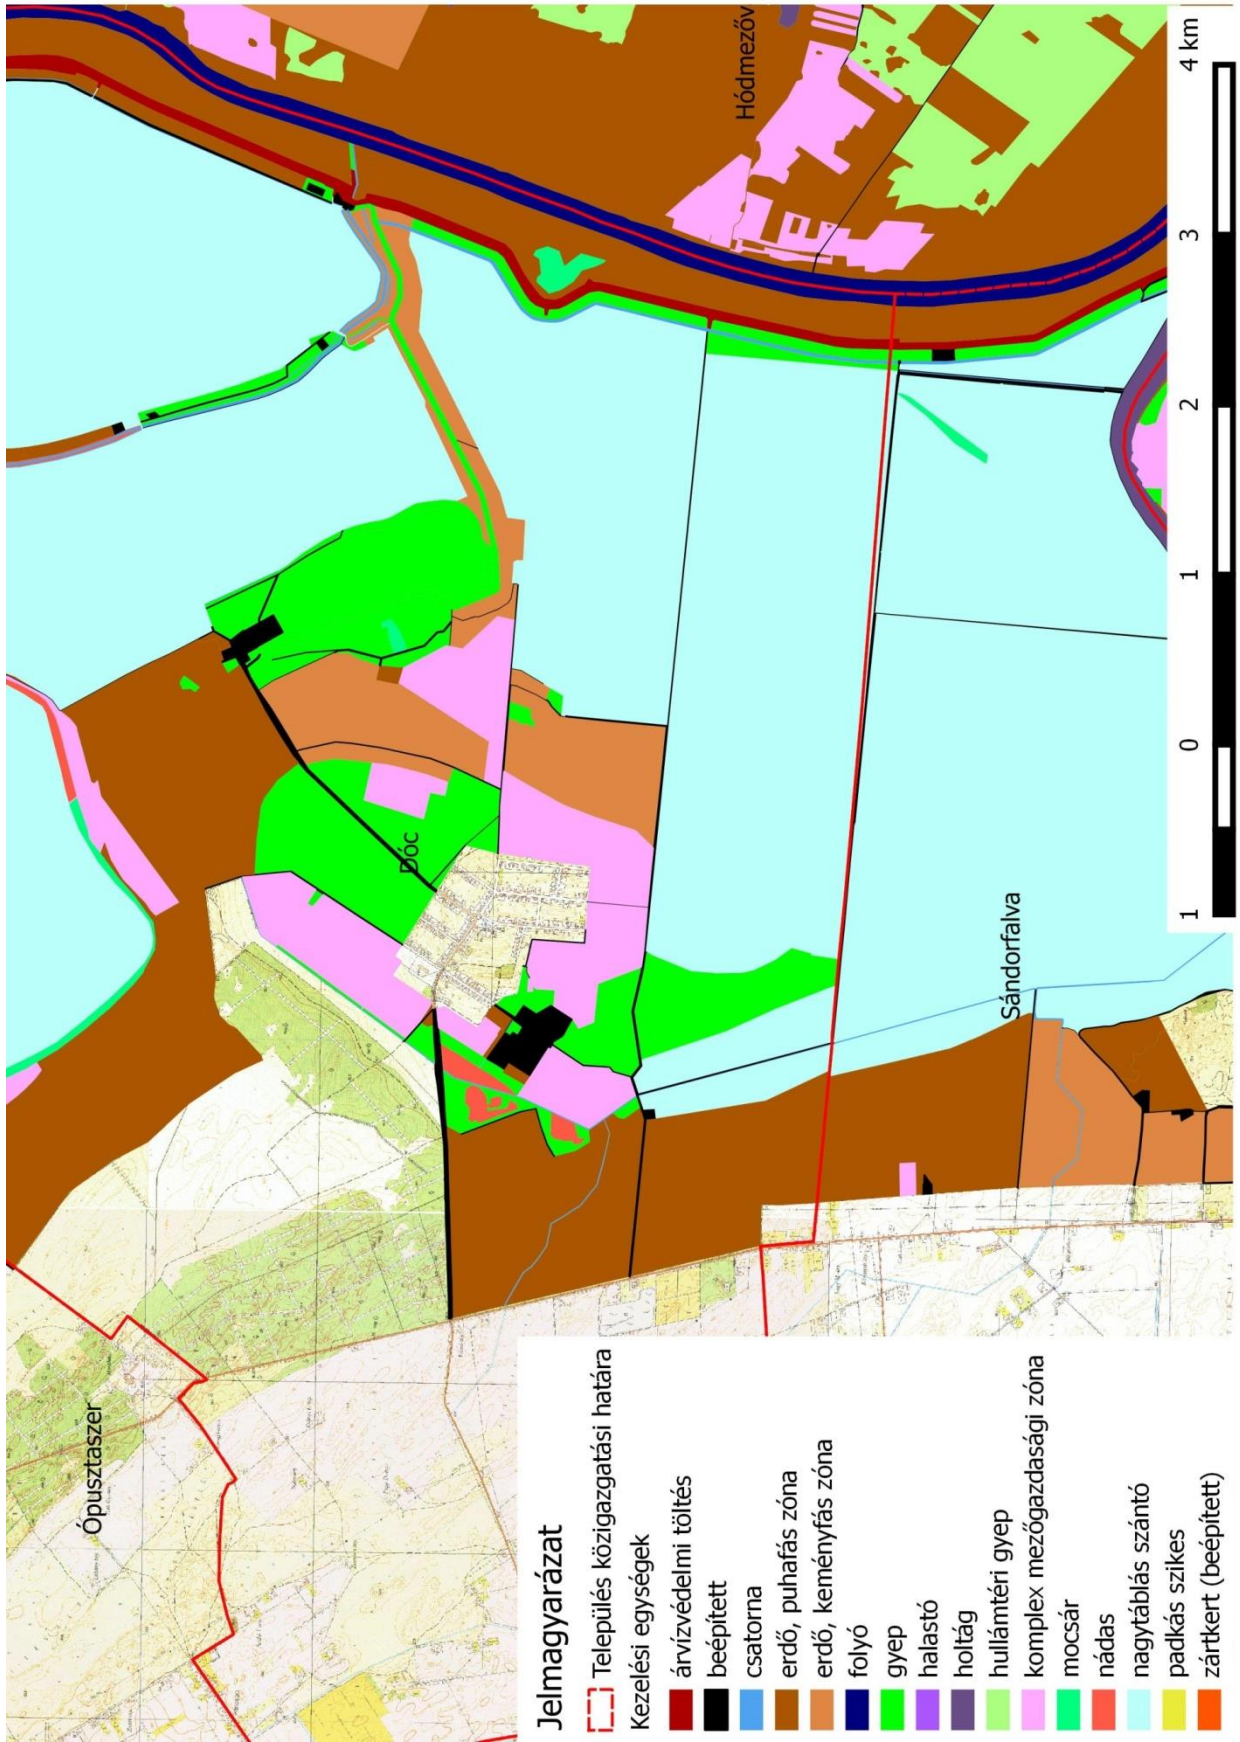 Ópusztaszer
Dóc
Sándorfalva
Hódmezőv
Jelmagyarázat
Település közigazgatási határa
Kezelési egységek
árvízvédelmi töltés
beépített
csatorna
erdő, puhafás zóna
erdő, keményfás zóna
folyó
gyep
halastó
holtág
hullámtéri gyep
komplex mezőgazdasági zóna
mocsár
nádas
nagytáblás szántó
padkás szikes
zártkert (beépített)
1 0 1 2 3 4 km